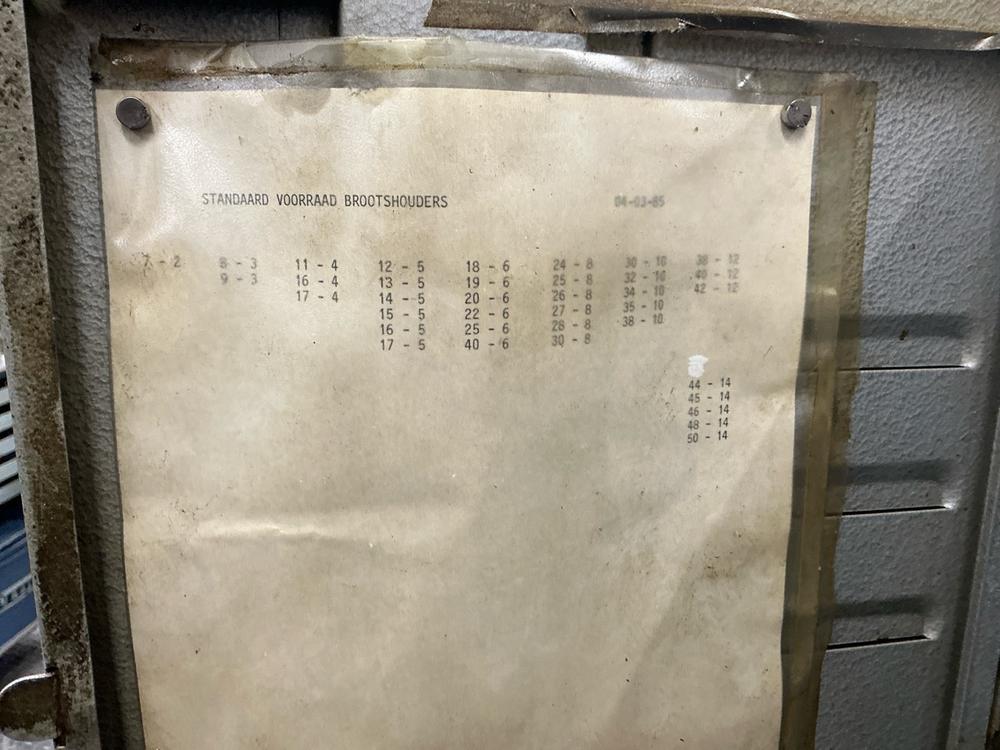 STANDAARD VOORRAAD BROOTSHOUDERS 04-03-85
7 - 2 8 - 3 11 - 4 12 - 5 18 - 6 24 - 8 30 - 10 38 - 12
9 - 3 16 - 4 13 - 5 19 - 6 25 - 8 32 - 10 40 - 12
17 - 4 14 - 5 20 - 6 26 - 8 34 - 10 42 - 12
15 - 5 22 - 6 27 - 8 35 - 10
16 - 5 25 - 6 28 - 8 38 - 10
17 - 5 40 - 6 30 - 8
44 - 14
45 - 14
46 - 14
48 - 14
50 - 14